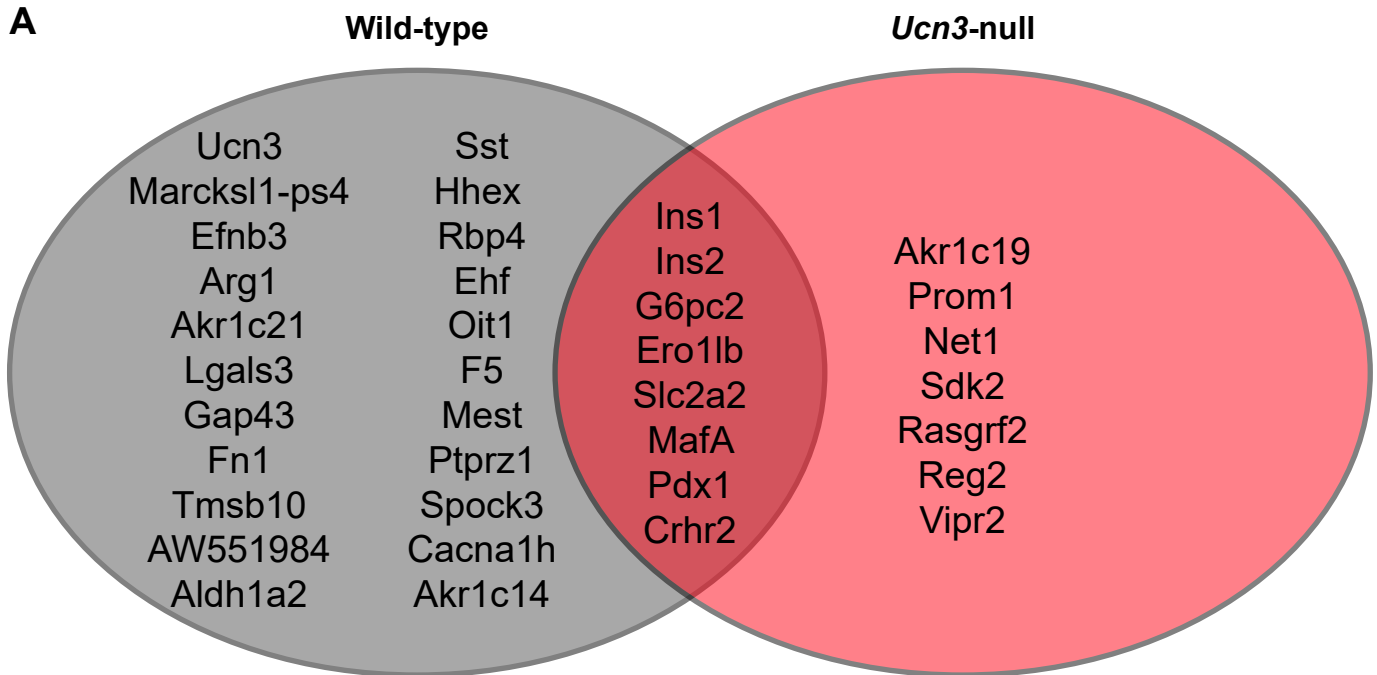 A
Wild-type
Ucn3-null
Ucn3
Marcksl1-ps4
Efnb3
Arg1
Akr1c21
Lgals3
Gap43
Fn1
Tmsb10
AW551984
Aldh1a2
Sst
Hhex
Rbp4
Ehf
Oit1
F5
Mest
Ptprz1
Spock3
Cacna1h
Akr1c14
Ins1
Ins2
G6pc2
Ero1lb
Slc2a2
MafA
Pdx1
Crhr2
Akr1c19
Prom1
Net1
Sdk2
Rasgrf2
Reg2
Vipr2